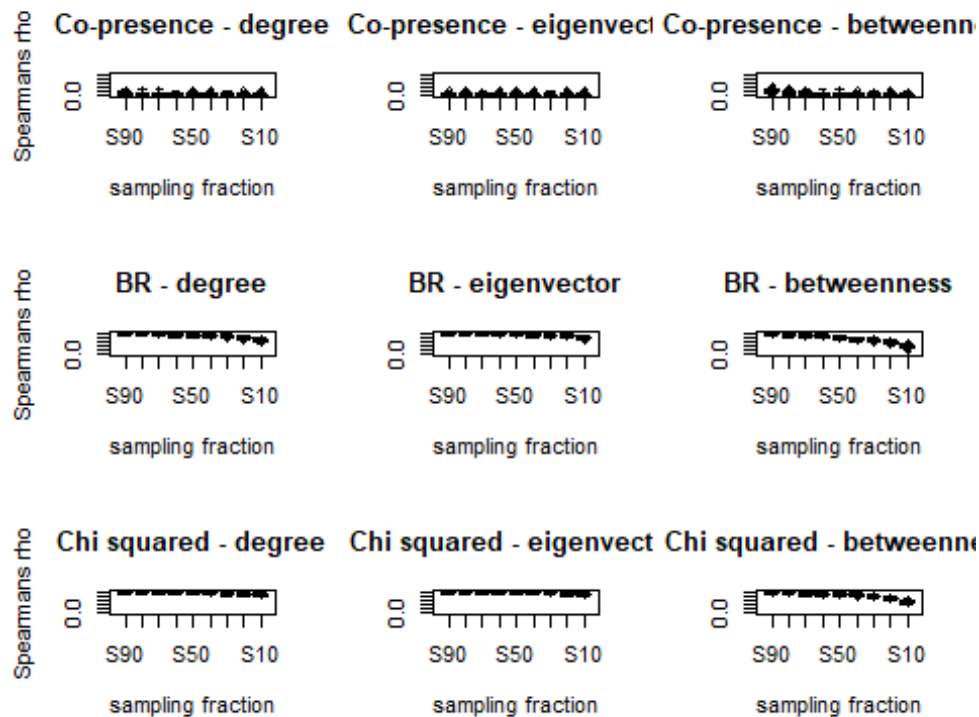 Co-presence - degree
Co-presence - eigenvect
Co-presence - betweenn
Spearmans rho
0.0
S90 S50 S10
sampling fraction
0.0
S90 S50 S10
sampling fraction
0.0
S90 S50 S10
sampling fraction
BR - degree
BR - eigenvector
BR - betweenness
Spearmans rho
0.0
S90 S50 S10
sampling fraction
0.0
S90 S50 S10
sampling fraction
0.0
S90 S50 S10
sampling fraction
Chi squared - degree
Chi squared - eigenvect
Chi squared - betweenne
Spearmans rho
0.0
S90 S50 S10
sampling fraction
0.0
S90 S50 S10
sampling fraction
0.0
S90 S50 S10
sampling fraction